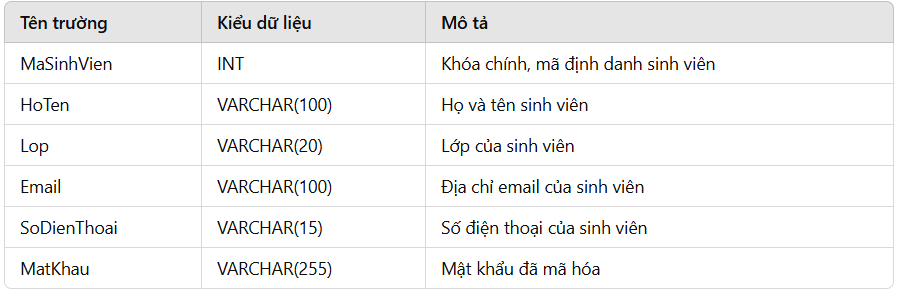 Tên trường Kiểu dữ liệu Mô tả
MaSinhVien INT Khóa chính, mã định danh sinh viên
HoTen VARCHAR(100) Họ và tên sinh viên
Lop VARCHAR(20) Lớp của sinh viên
Email VARCHAR(100) Địa chỉ email của sinh viên
SoDienThoai VARCHAR(15) Số điện thoại của sinh viên
MatKhau VARCHAR(255) Mật khẩu đã mã hóa